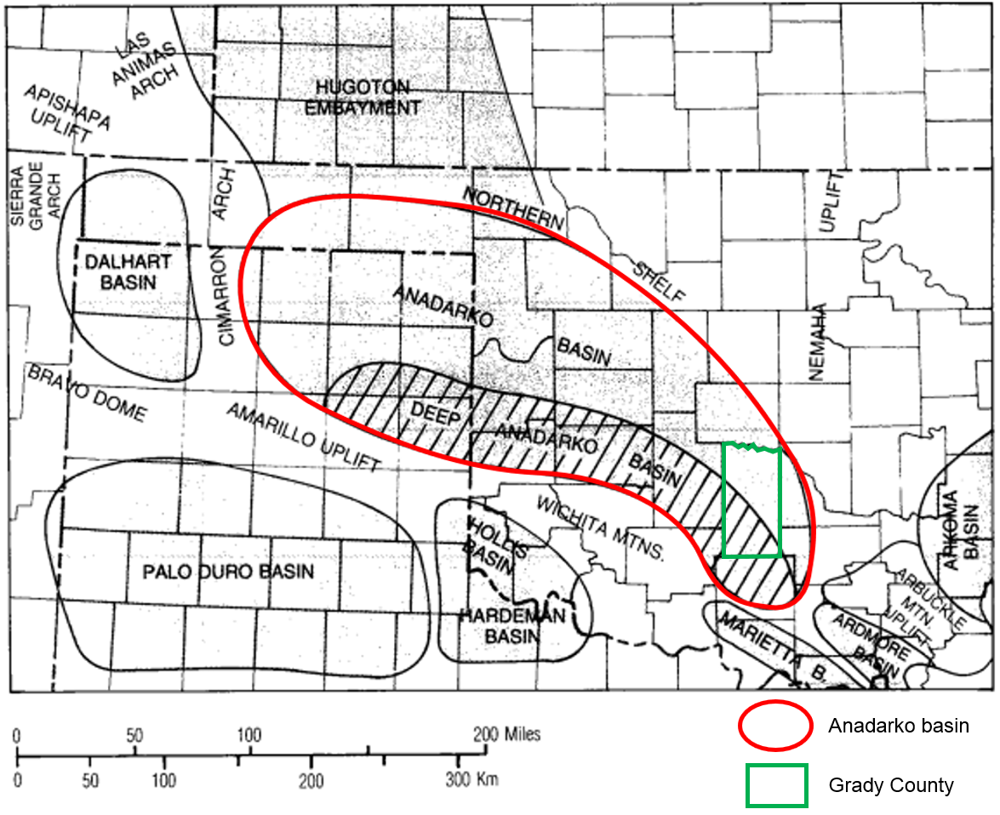 LAS
ANIMAS
ARCH
HUGOTON
EMBAYMENT
APISHAPA
UPLIFT
SIERRA
GRANDE
ARCH
ARCH
CIMARRON
NORTHERN
SHELF
UPLIFT
NEMAHA
DALHART
BASIN
ANADARKO
BASIN
BRAVO DOME
AMARILLO UPLIFT
DEEP
ANADARKO
BASIN
WICHITA MTNS.
HOLLIS
BASIN
PALO DURO BASIN
HARDEMAN
BASIN
ARKOMA
BASIN
ARBUCKLE
MTN.
UPLIFT
ARDMORE
BASIN
MARIETTA B.
0 50 100 200 Miles
0 50 100 200 300 Km
Anadarko basin
Grady County